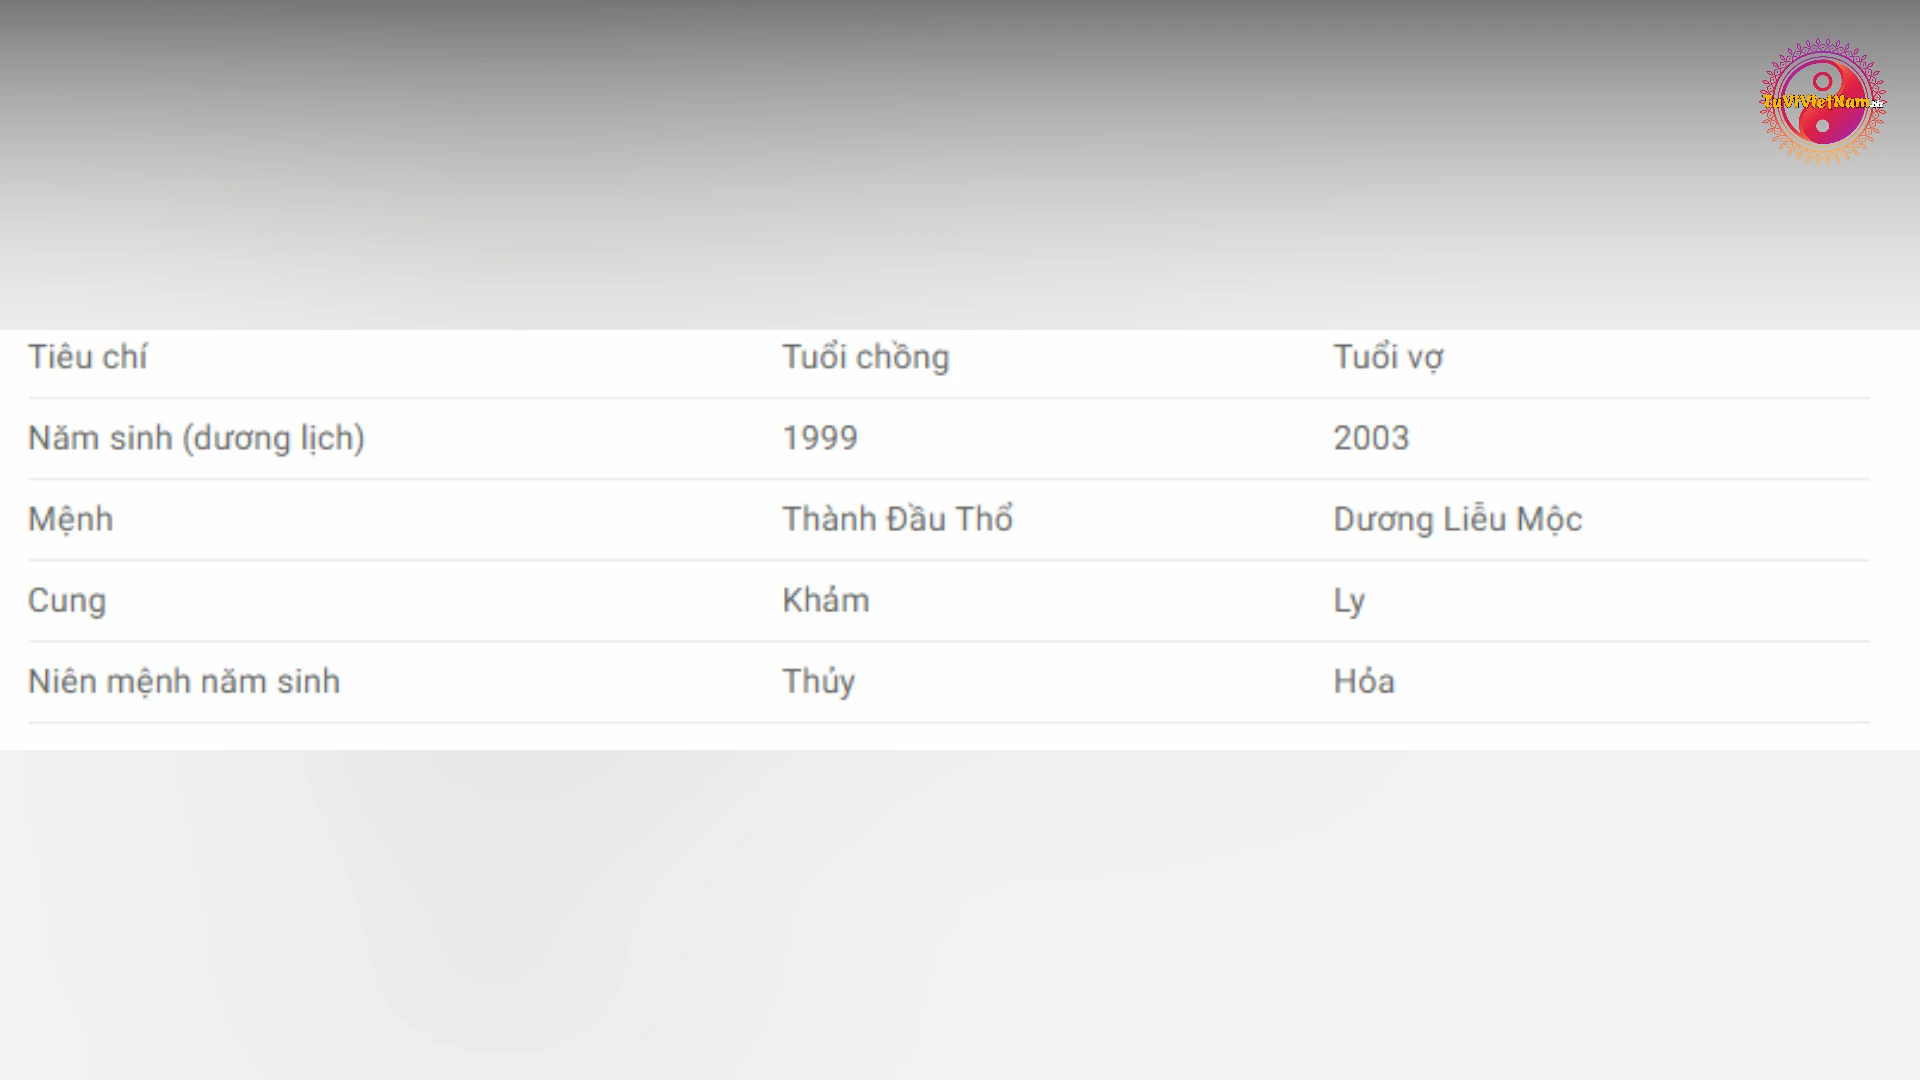 TuViVietNam
Tiêu chí Tuổi chồng Tuổi vợ
Năm sinh (dương lịch) 1999 2003
Mệnh Thành Đầu Thổ Dương Liễu Mộc
Cung Khảm Ly
Niên mệnh năm sinh Thủy Hỏa